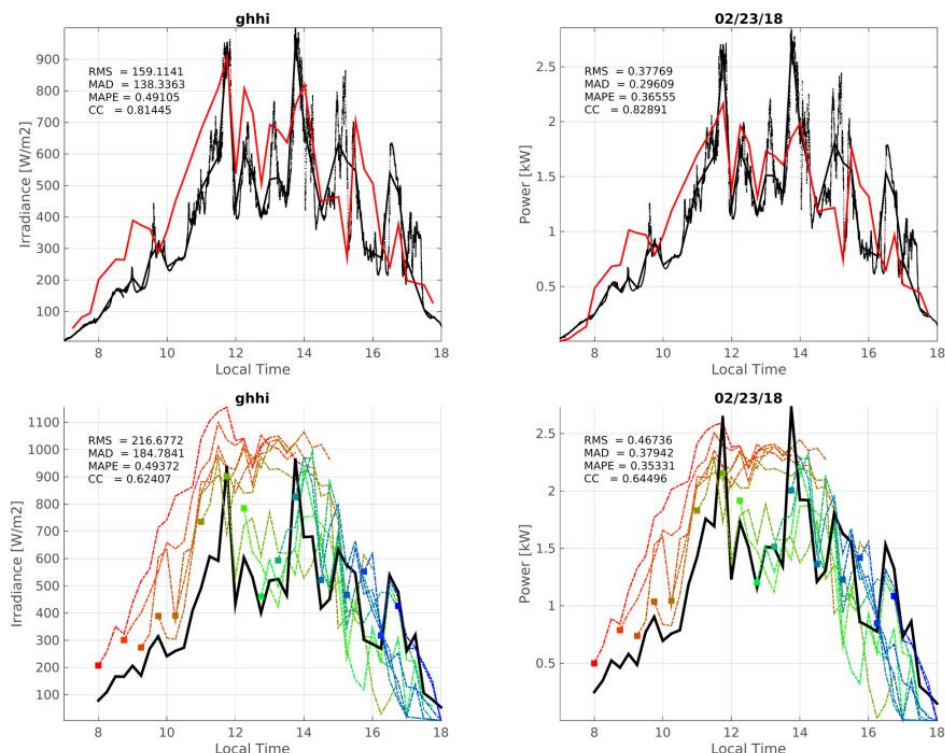 ghhi
RMS = 159.1141
MAD = 138.3363
MAPE = 0.49105
CC = 0.81445
900
800
700
600
500
400
300
200
100
Irradiance [W/m2]
8 10 12 14 16 18
Local Time
02/23/18
RMS = 0.37769
MAD = 0.29609
MAPE = 0.36555
CC = 0.82891
2.5
2
1.5
1
0.5
Power [kW]
8 10 12 14 16 18
Local Time
ghhi
RMS = 216.6772
MAD = 184.7841
MAPE = 0.49372
CC = 0.62407
1100
1000
900
800
700
600
500
400
300
200
100
Irradiance [W/m2]
8 10 12 14 16 18
Local Time
02/23/18
RMS = 0.46736
MAD = 0.37942
MAPE = 0.35331
CC = 0.64496
2.5
2
1.5
1
0.5
Power [kW]
8 10 12 14 16 18
Local Time